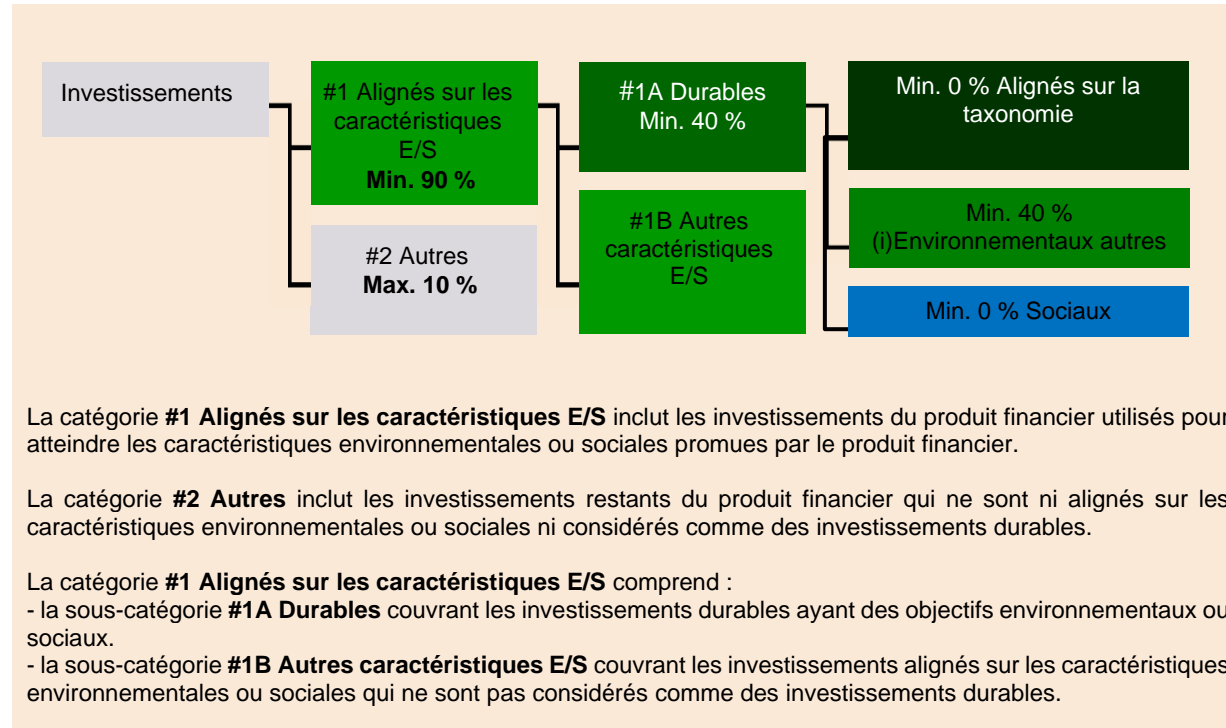 Investissements
#1 Alignés sur les
caractéristiques
E/S
Min. 90 %
#2 Autres
Max. 10 %
#1A Durables
Min. 40 %
#1B Autres
caractéristiques
E/S
Min. 0 % Alignés sur la
taxonomie
Min. 40 %
(i)Environnementaux autres
Min. 0 % Sociaux
La catégorie #1 Alignés sur les caractéristiques E/S inclut les investissements du produit financier utilisés pour
atteindre les caractéristiques environnementales ou sociales promues par le produit financier.
La catégorie #2 Autres inclut les investissements restants du produit financier qui ne sont ni alignés sur les
caractéristiques environnementales ou sociales ni considérés comme des investissements durables.
La catégorie #1 Alignés sur les caractéristiques E/S comprend :
- la sous-catégorie #1A Durables couvrant les investissements durables ayant des objectifs environnementaux ou
sociaux.
- la sous-catégorie #1B Autres caractéristiques E/S couvrant les investissements alignés sur les caractéristiques
environnementales ou sociales qui ne sont pas considérés comme des investissements durables.